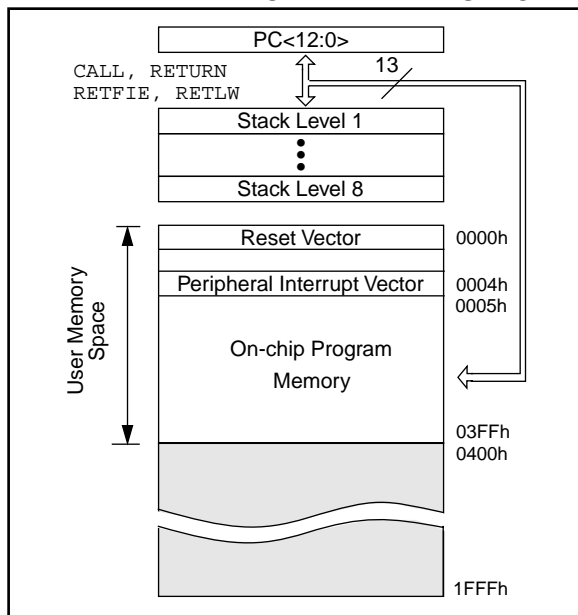 PC<12:0>
CALL, RETURN
RETFIE, RETLW
13
Stack Level 1
Stack Level 8
User Memory
Space
Reset Vector
0000h
Peripheral Interrupt Vector
0004h
0005h
On-chip Program
Memory
03FFh
0400h
1FFFh